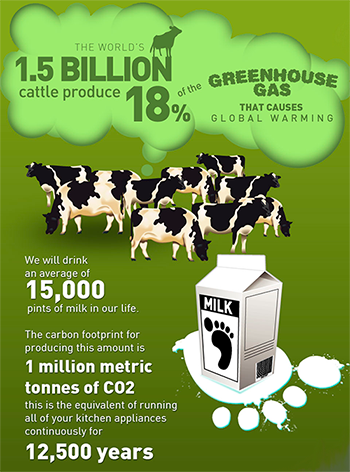 THE WORLD'S
1.5 BILLION
cattle produce 18% of the
GREENHOUSE
GAS
THAT CAUSES
GLOBAL WARMING
We will drink
an average of
15,000
pints of milk in our life.
MILK
The carbon footprint for
producing this amount is
1 million metric
tonnes of CO2
this is the equivalent of running
all of your kitchen appliances
continuously for
12,500 years